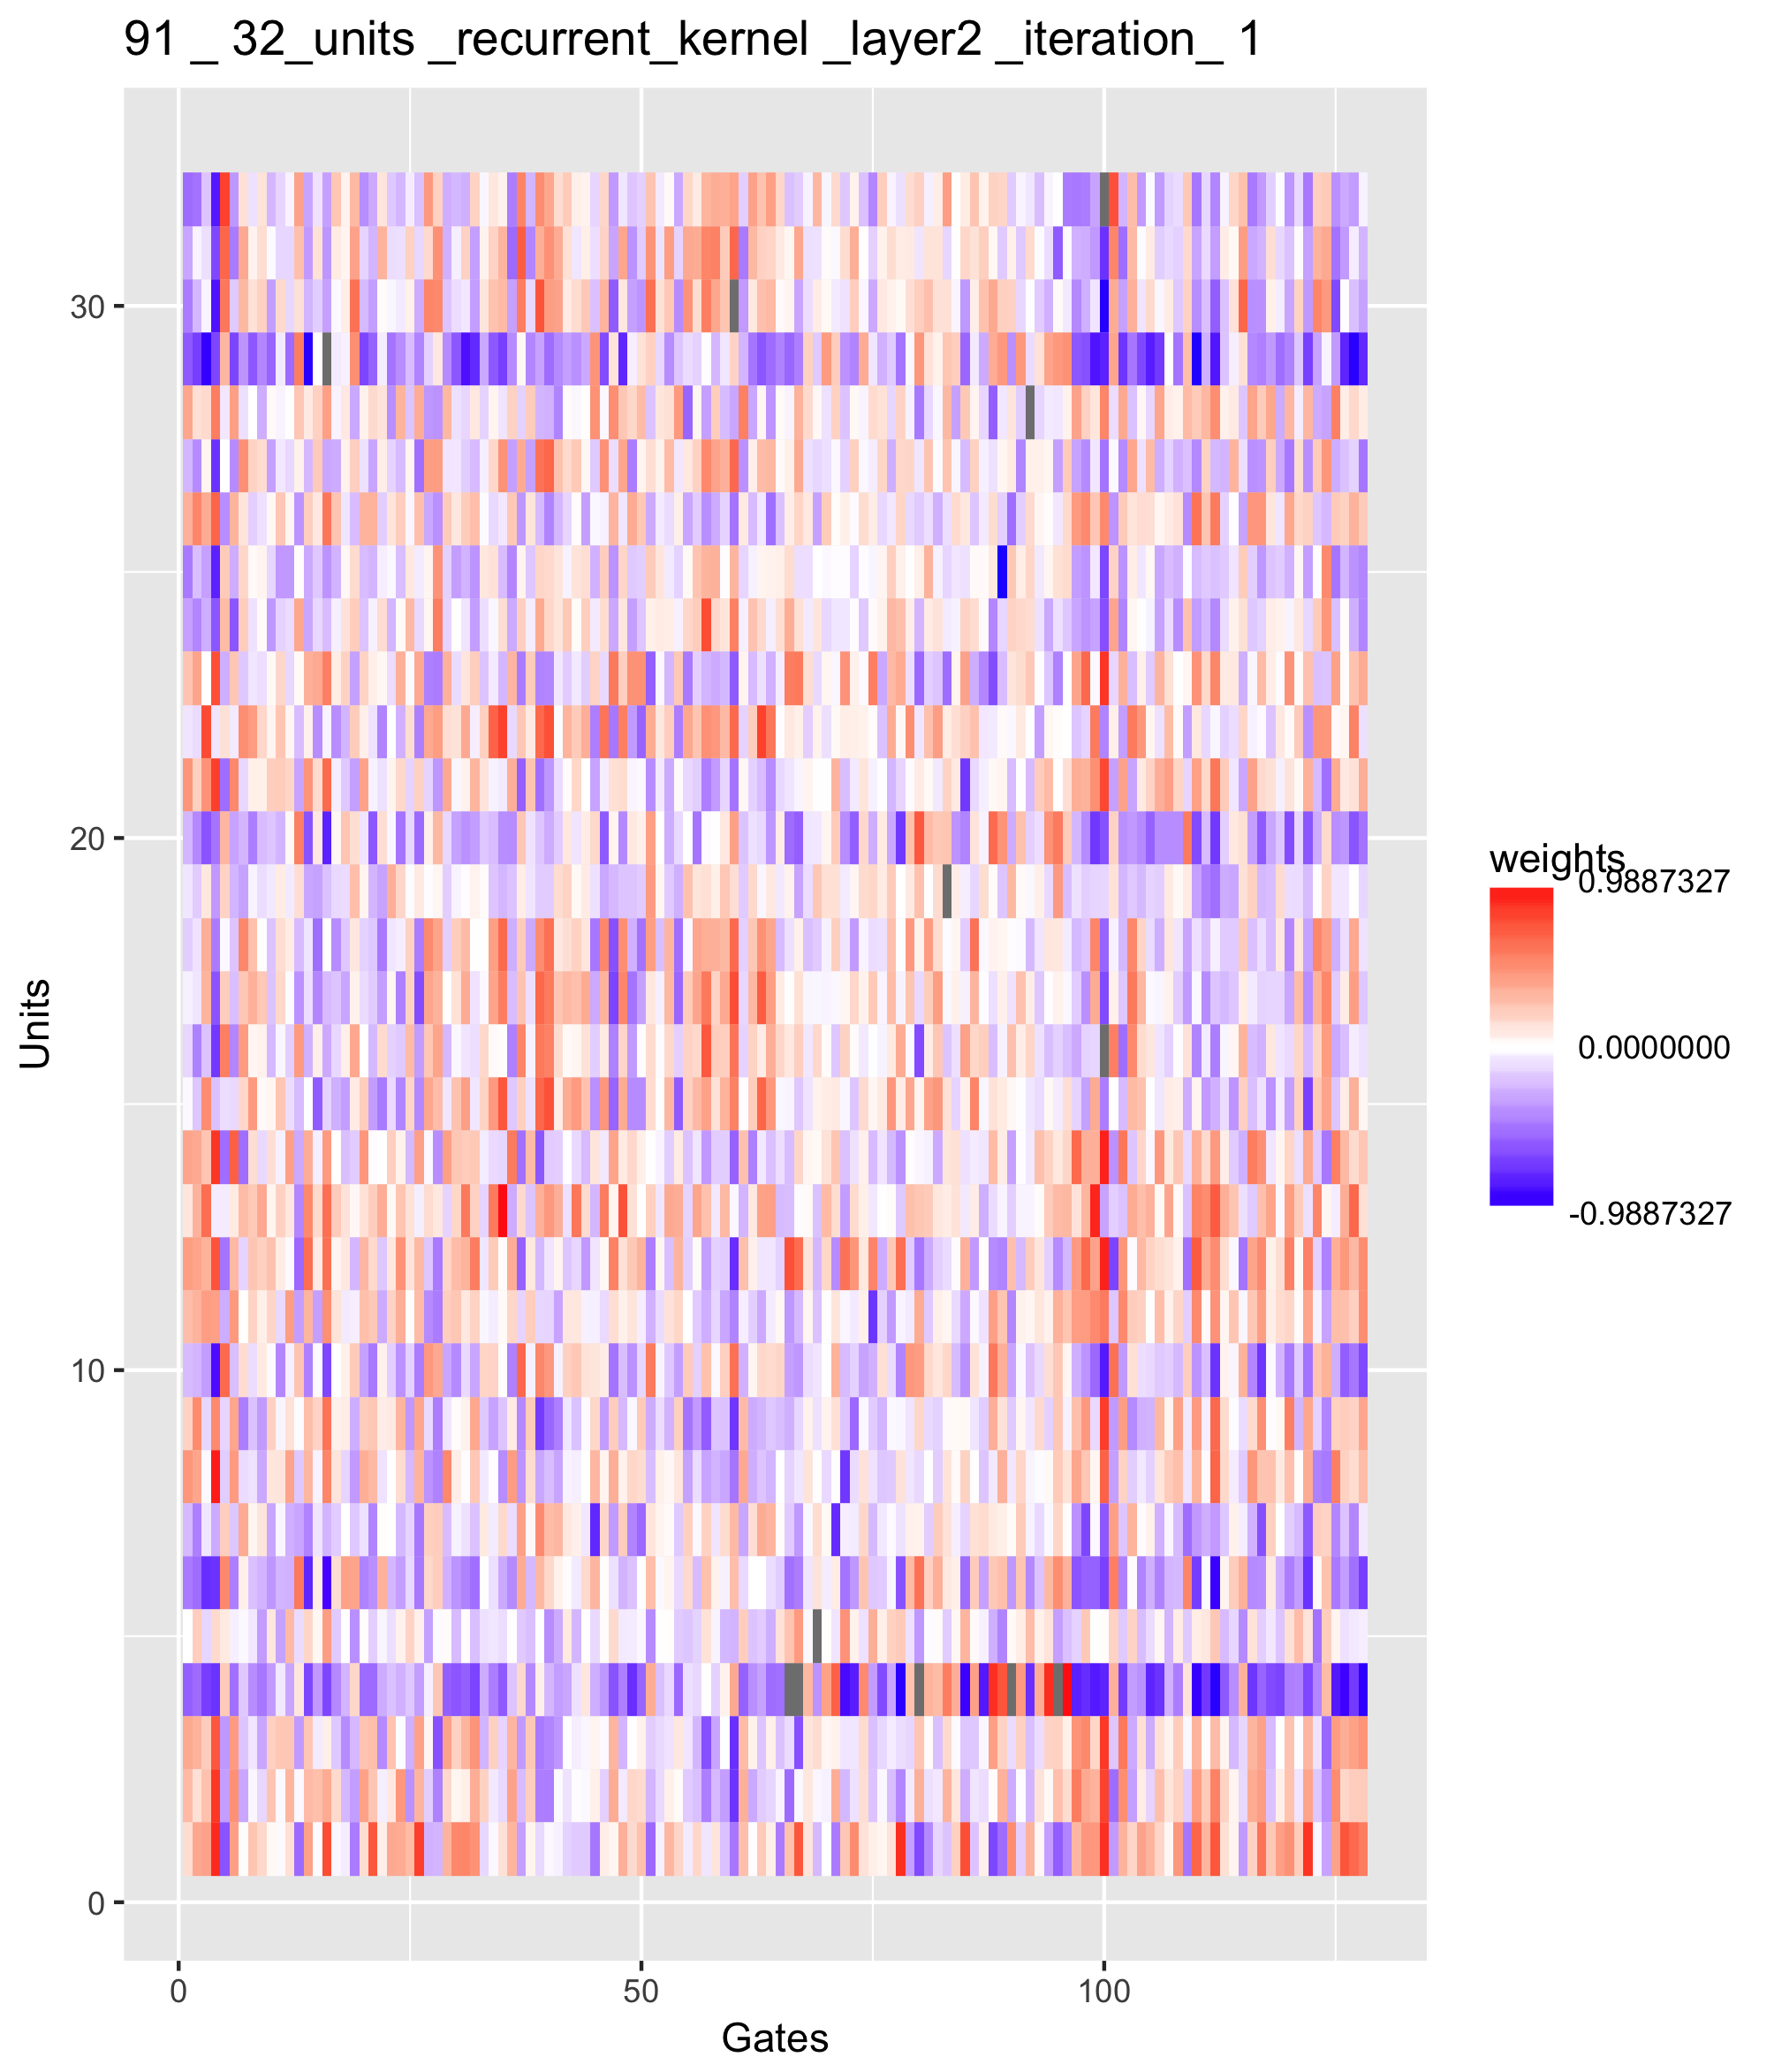 91 _ 32_units _recurrent_kernel _layer2 _iteration_ 1
30
20
10
0
Units
0 50 100
Gates
weights
0.9887327
0.0000000
-0.9887327